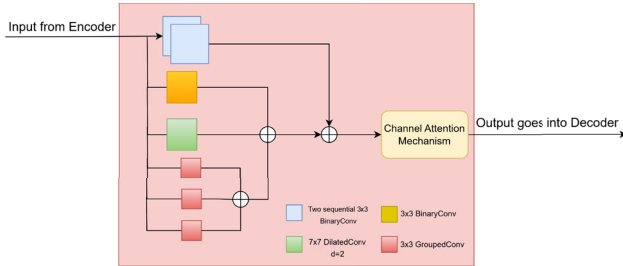 Input from Encoder
Channel Attention
Mechanism
Output goes into Decoder
Two sequential 3x3
BinaryConv
3x3 BinaryConv
7x7 DilatedConv
d=2
3x3 GroupedConv